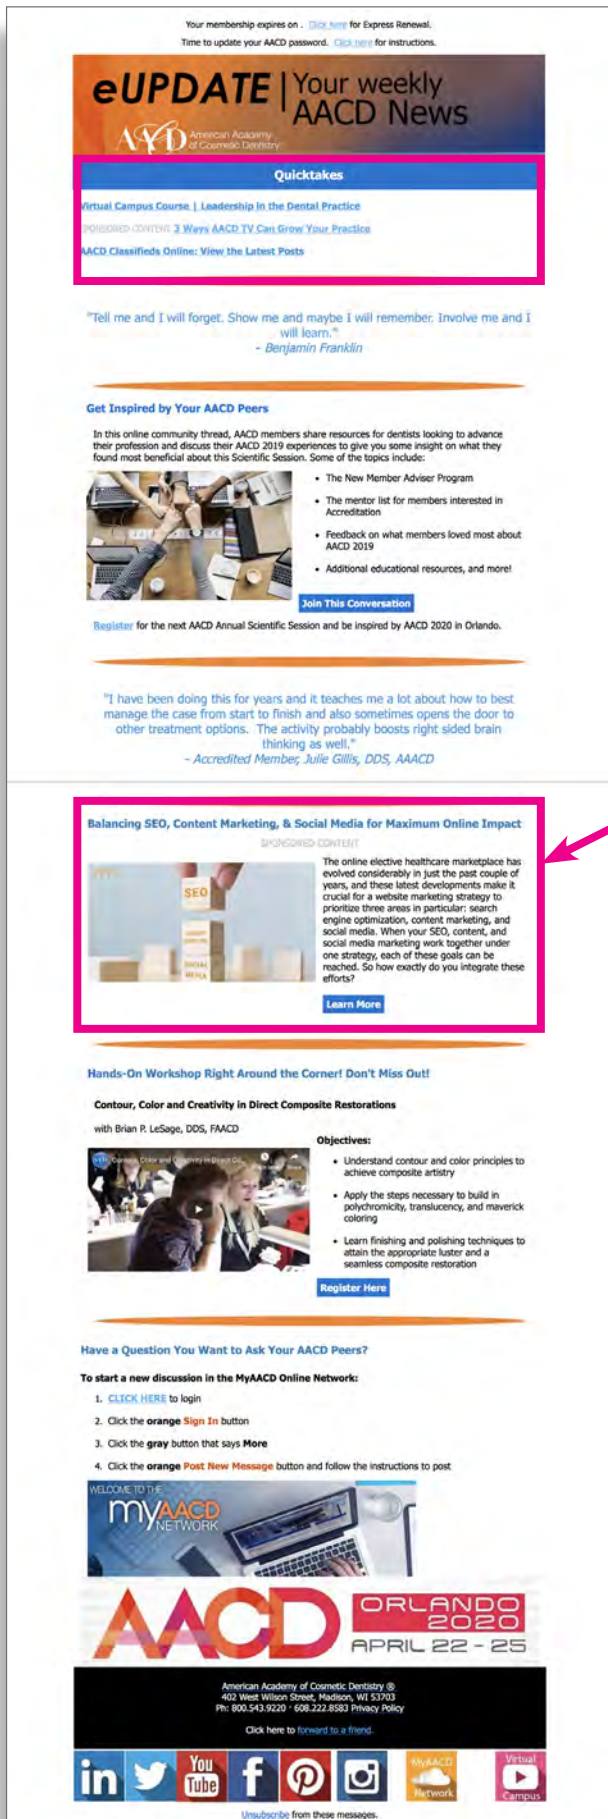 Your membership expires on . Click here for Express Renewal.
Time to update your AACD password. Click here for instructions.
eUPDATE | Your weekly
AACD News
AACD American Academy
of Cosmetic Dentistry
Quicktakes
Virtual Campus Course | Leadership in the Dental Practice
SPONSORED CONTENT 3 Ways AACD TV Can Grow Your Practice
AACD Classifieds Online: View the Latest Posts
"Tell me and I will forget. Show me and maybe I will remember. Involve me and I
will learn."
- Benjamin Franklin
Get Inspired by Your AACD Peers
In this online community thread, AACD members share resources for dentists looking to advance
their profession and discuss their AACD 2019 experiences to give you some insight on what they
found most beneficial about this Scientific Session. Some of the topics include:
• The New Member Adviser Program
• The mentor list for members interested in
Accreditation
• Feedback on what members loved most about
AACD 2019
• Additional educational resources, and more!
Join This Conversation
Register for the next AACD Annual Scientific Session and be inspired by AACD 2020 in Orlando.
"I have been doing this for years and it teaches me a lot about how to best
manage the case from start to finish and also sometimes opens the door to
other treatment options. The activity probably boosts right sided brain
thinking as well."
- Accredited Member, Julie Gillis, DDS, AAACD
Balancing SEO, Content Marketing, & Social Media for Maximum Online Impact
SPONSORED CONTENT
SEO
SOCIAL
MEDIA
The online elective healthcare marketplace has
evolved considerably in just the past couple of
years, and these latest developments make it
crucial for a website marketing strategy to
prioritize three areas in particular: search
engine optimization, content marketing, and
social media. When your SEO, content, and
social media marketing work together under
one strategy, each of these goals can be
reached. So how exactly do you integrate these
efforts?
Learn More
Hands-On Workshop Right Around the Corner! Don't Miss Out!
Contour, Color and Creativity in Direct Composite Restorations
with Brian P. LeSage, DDS, FAACD
Contour, Color and Creativity in Direct Co...
Objectives:
• Understand contour and color principles to
achieve composite artistry
• Apply the steps necessary to build in
polychromicity, translucency, and maverick
coloring
• Learn finishing and polishing techniques to
attain the appropriate luster and a
seamless composite restoration
Register Here
Have a Question You Want to Ask Your AACD Peers?
To start a new discussion in the MyAACD Online Network:
1. CLICK HERE to login
2. Click the orange Sign In button
3. Click the gray button that says More
4. Click the orange Post New Message button and follow the instructions to post
WELCOME TO THE
myAACD
NETWORK
AACD ORLANDO
2020
APRIL 22 - 25
American Academy of Cosmetic Dentistry ®
402 West Wilson Street, Madison, WI 53703
Ph: 800.543.9220 · 608.222.8583 Privacy Policy
Click here to forward to a friend.
in You Tube f MyAACD Network Virtual Campus
Unsubscribe from these messages.